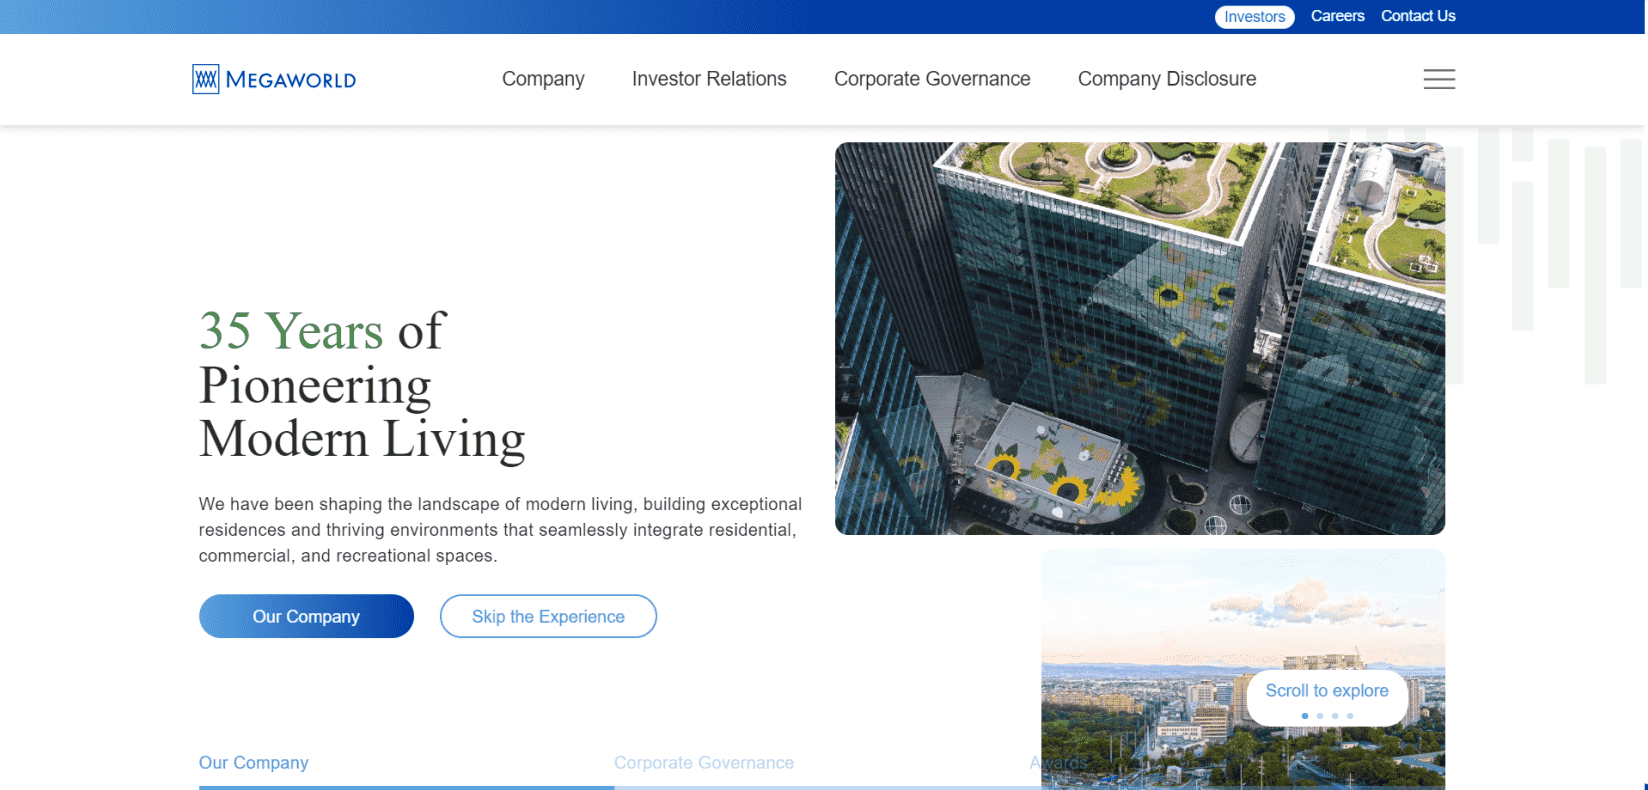 Investors Careers Contact Us
MEGAWORLD
Company Investor Relations Corporate Governance Company Disclosure
35 Years of
Pioneering
Modern Living
We have been shaping the landscape of modern living, building exceptional
residences and thriving environments that seamlessly integrate residential,
commercial, and recreational spaces.
Our Company Skip the Experience
Scroll to explore
Our Company Corporate Governance Awards